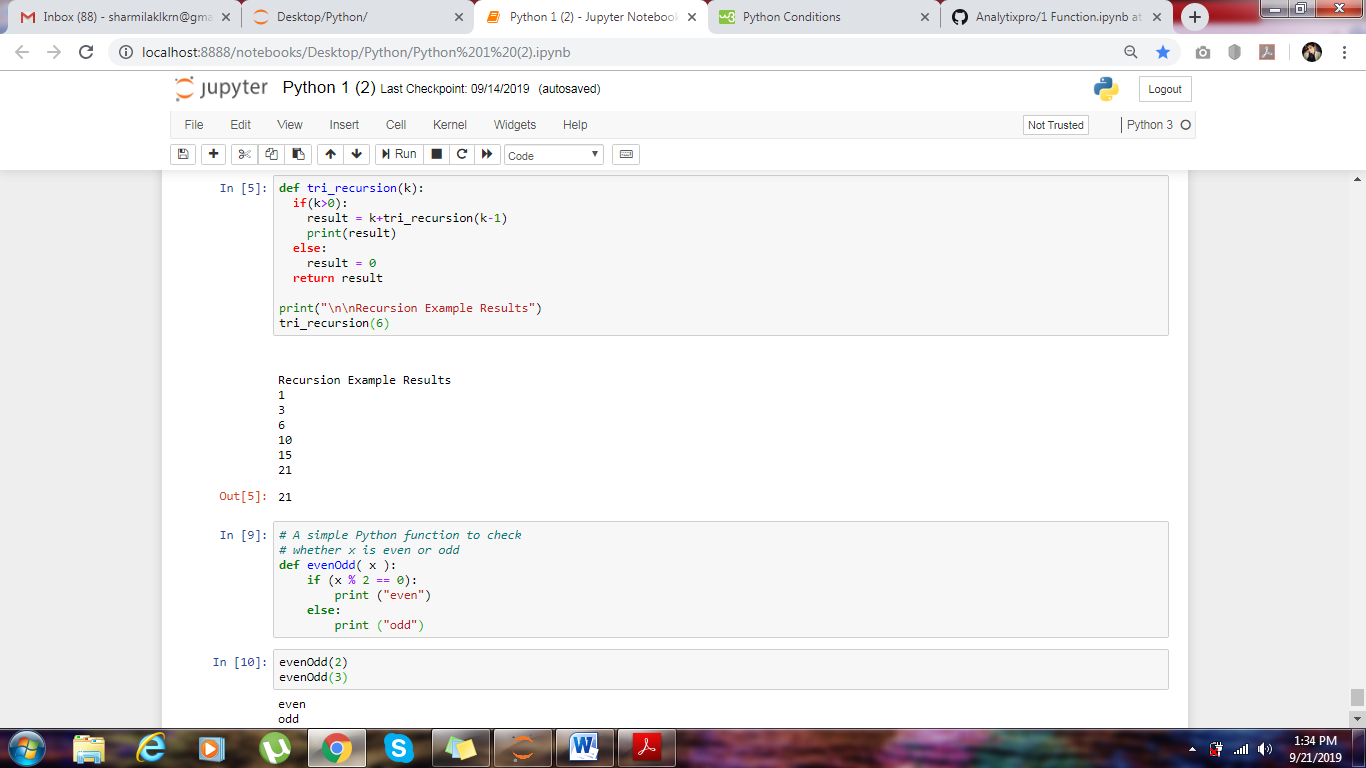 Inbox (88) - sharmilaklkrn@gma
Desktop/Python/
Python 1 (2) - Jupyter Notebook
w3 Python Conditions
Analytixpro/1 Function.ipynb at
localhost:8888/notebooks/Desktop/Python/Python%201%20(2).ipynb
jupyter Python 1 (2) Last Checkpoint: 09/14/2019 (autosaved)
Logout
File Edit View Insert Cell Kernel Widgets Help
Not Trusted
Python 3
Run
Code
In [5]: def tri_recursion(k):
  if(k>0):
    result = k+tri_recursion(k-1)
    print(result)
  else:
    result = 0
  return result
print("\n\nRecursion Example Results")
tri_recursion(6)
Recursion Example Results
1
3
6
10
15
21
Out[5]: 21
In [9]: # A simple Python function to check
# whether x is even or odd
def evenOdd( x ):
    if (x % 2 == 0):
        print ("even")
    else:
        print ("odd")
In [10]: evenOdd(2)
evenOdd(3)
even
odd
1:34 PM
9/21/2019